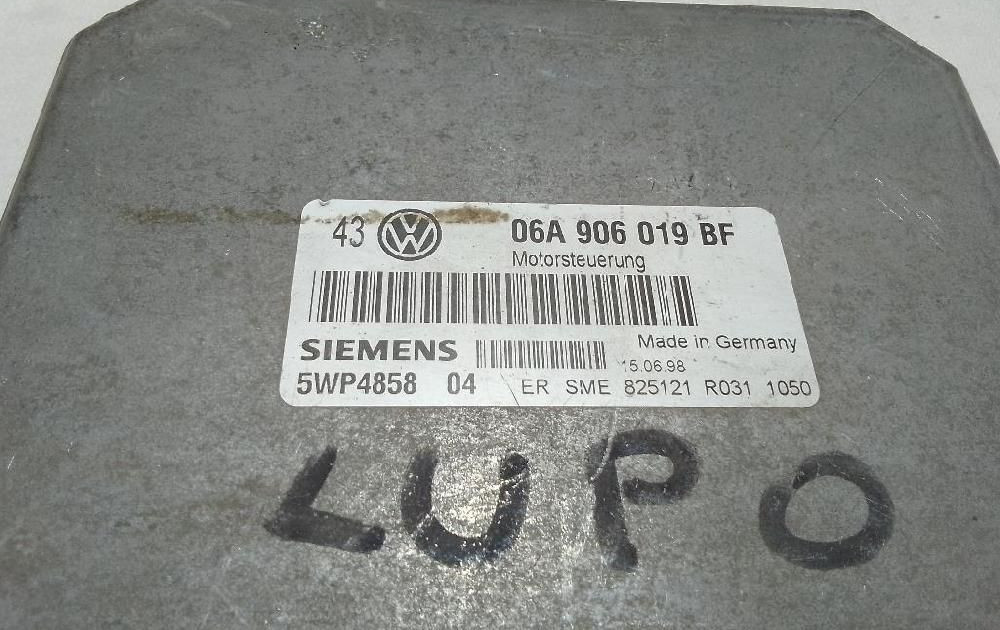 43 VW 06A 906 019 BF
Motorsteuerung
Made in Germany
SIEMENS 15.06.98
5WP4858 04 ER SME 825121 R031 1050
LUPO